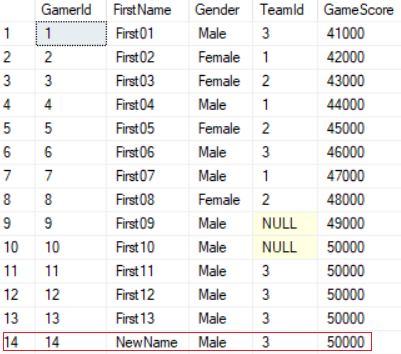 GamerId FirstName Gender TeamId GameScore
1 1 First01 Male 3 41000
2 2 First02 Female 1 42000
3 3 First03 Female 2 43000
4 4 First04 Male 1 44000
5 5 First05 Female 2 45000
6 6 First06 Male 3 46000
7 7 First07 Male 1 47000
8 8 First08 Female 2 48000
9 9 First09 Male NULL 49000
10 10 First10 Male NULL 50000
11 11 First11 Male 3 50000
12 12 First12 Male 3 50000
13 13 First13 Male 3 50000
14 14 NewName Male 3 50000